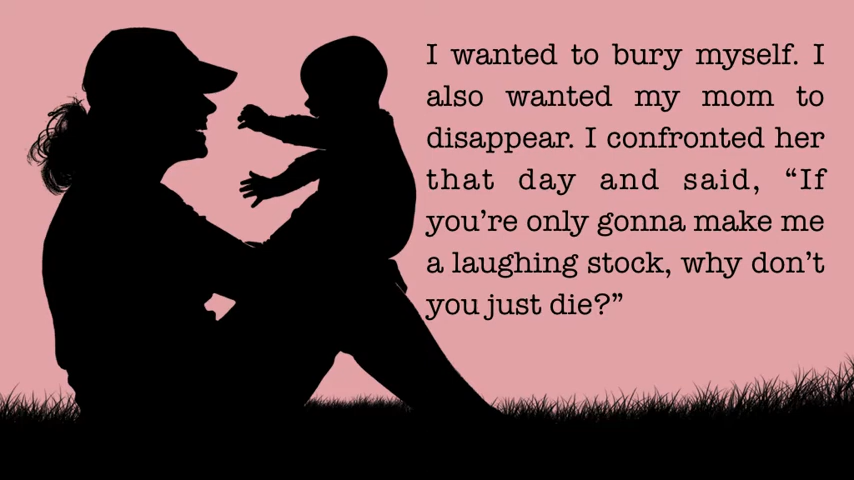 I wanted to bury myself. I
also wanted my mom to
disappear. I confronted her
that day and said, “If
you’re only gonna make me
a laughing stock, why don’t
you just die?”